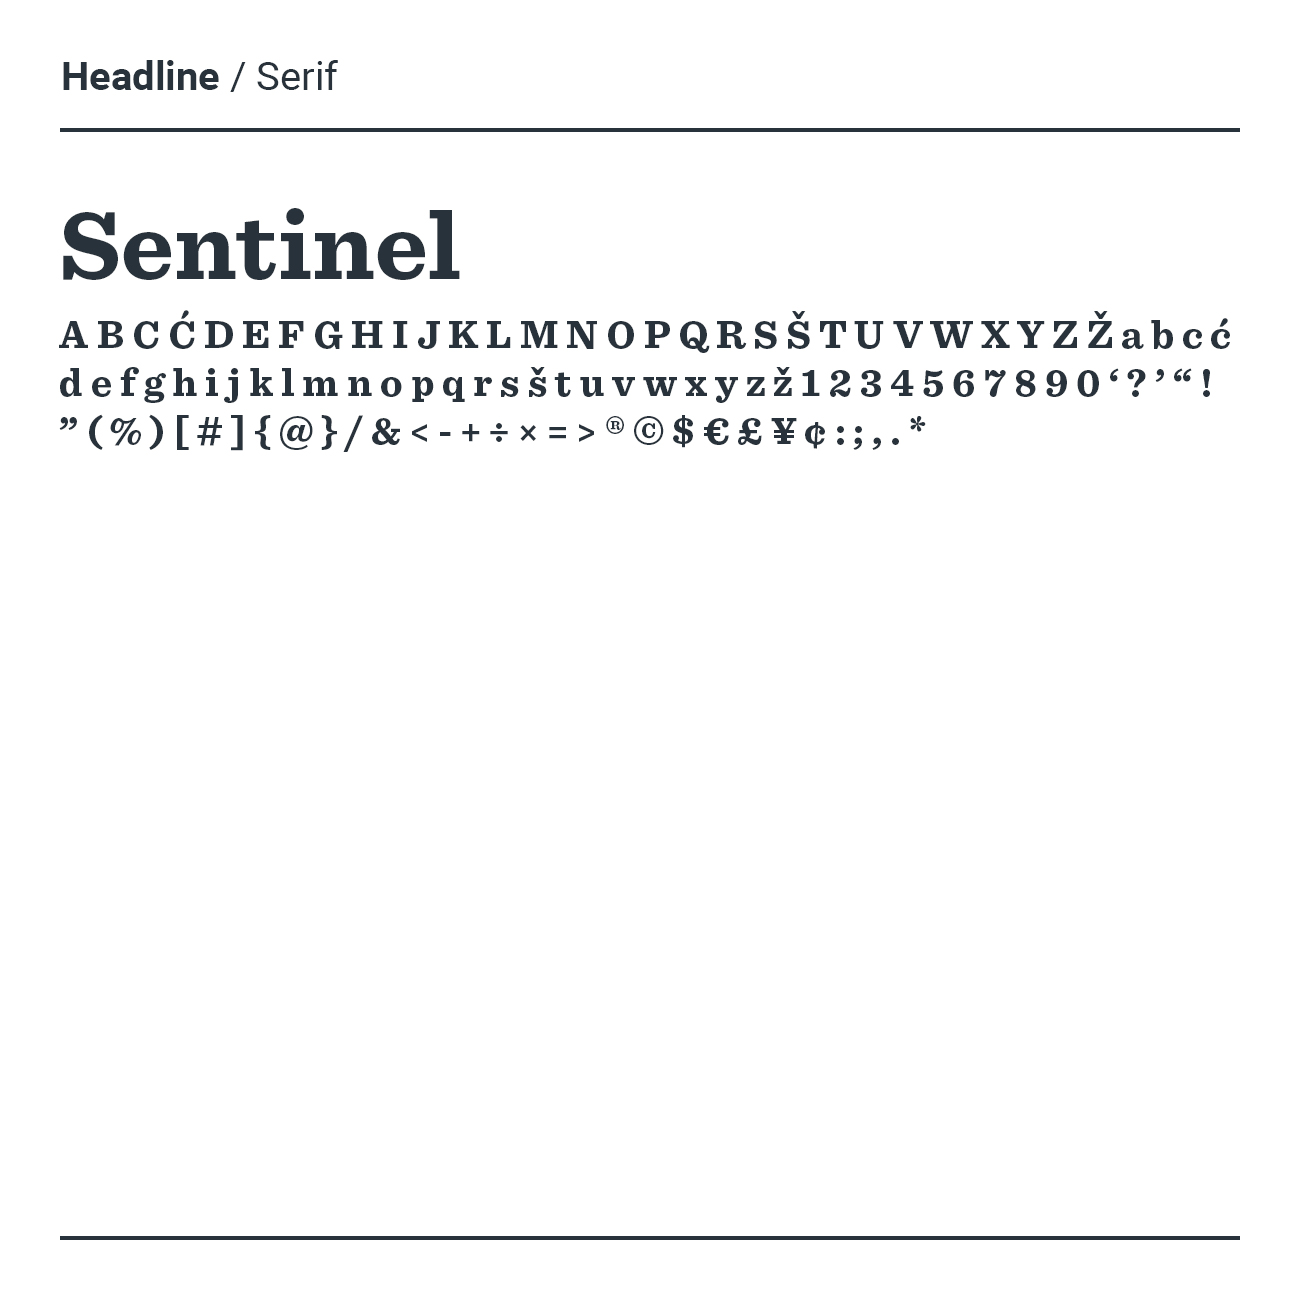 Headline / Serif
Sentinel
A B C Ć D E F G H I J K L M N O P Q R S Š T U V W X Y Z Ž a b c ć
d e f g h i j k l m n o p q r s š t u v w x y z ž 1 2 3 4 5 6 7 8 9 0 ‘ ? ’ “ !
” ( % ) [ # ] { @ } / & < - + ÷ × = > ® © $ € £ ¥ ¢ : ; , . *